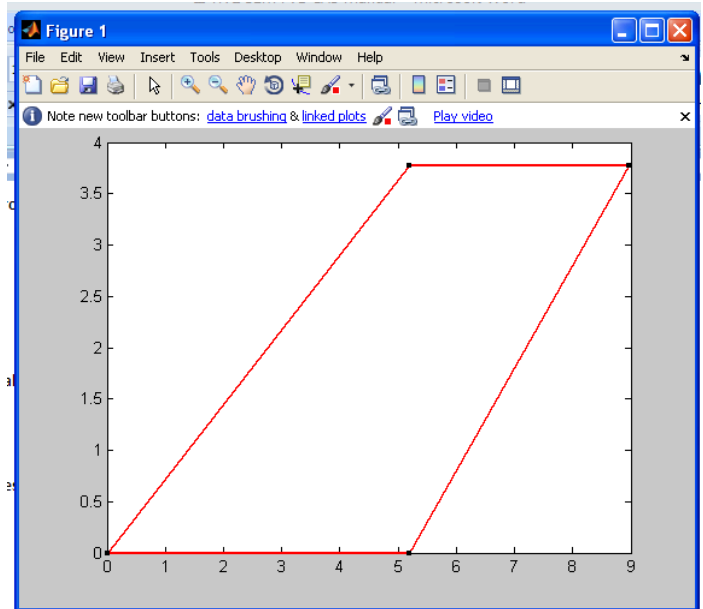 Figure 1
File Edit View Insert Tools Desktop Window Help
Note new toolbar buttons: data brushing & linked plots Play video
4
3.5
3
2.5
2
1.5
1
0.5
0
0 1 2 3 4 5 6 7 8 9